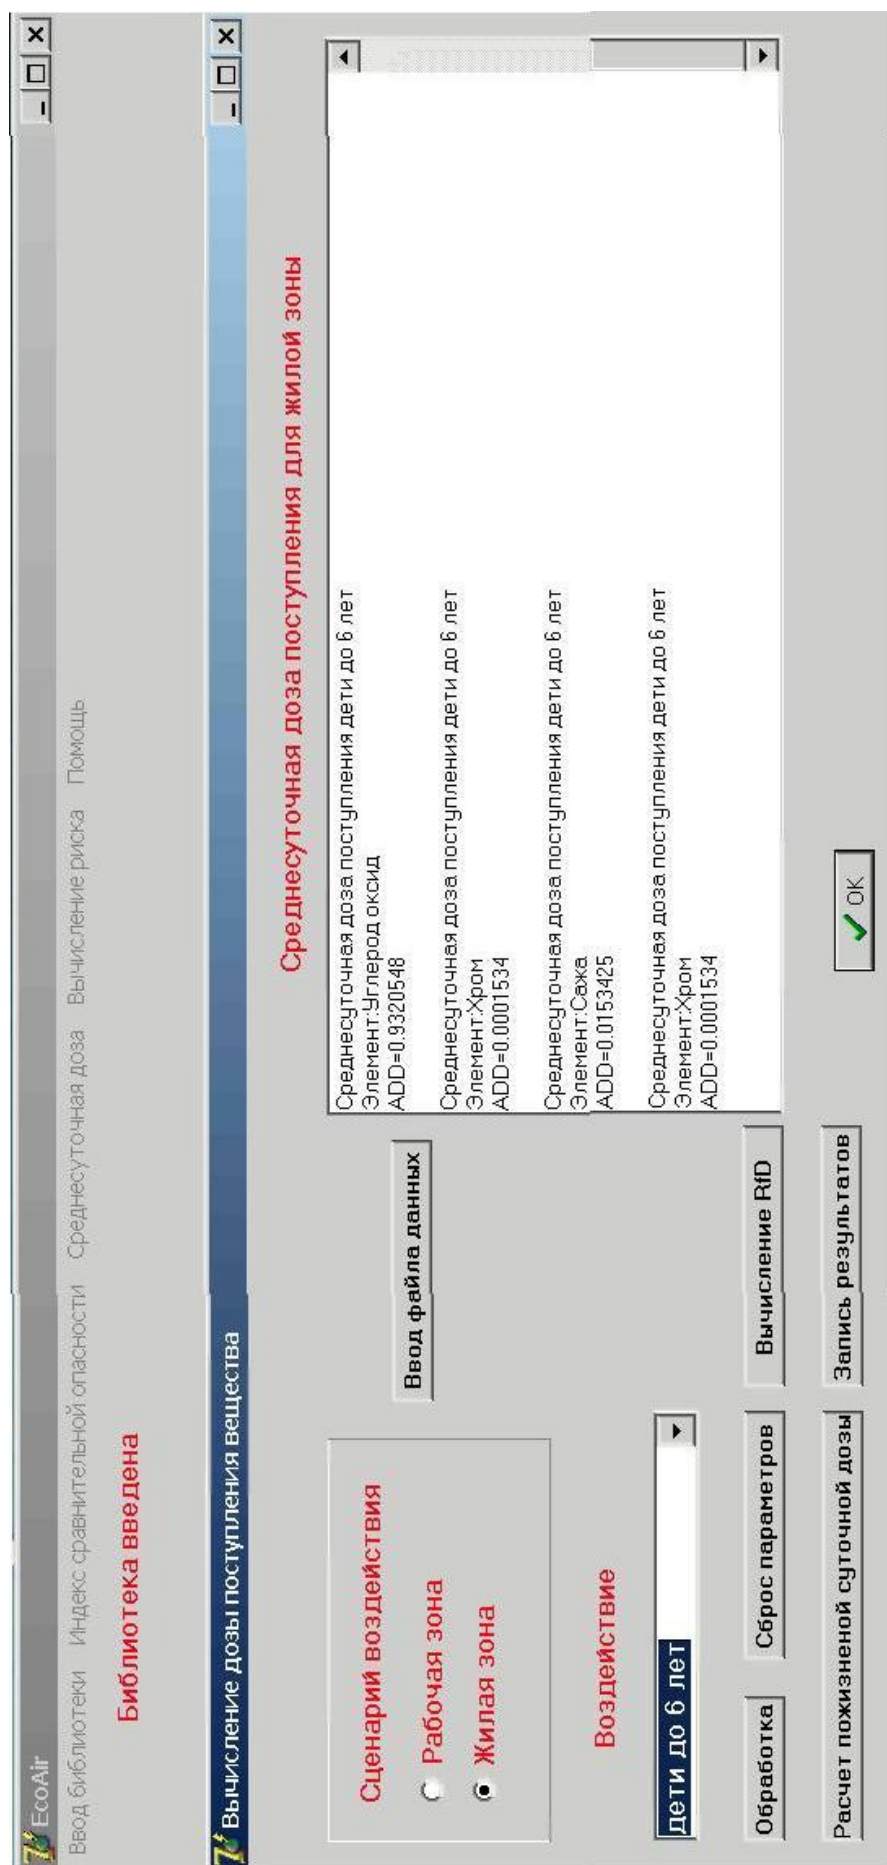 EcoAir
Ввод библиотеки Индекс сравнительной опасности Среднесуточная доза Вычисление риска Помощь
Библиотека введена
Вычисление дозы поступления вещества
Среднесуточная доза поступления для жилой зоны
Сценарий воздействия
Рабочая зона
Жилая зона
Ввод файла данных
Воздействие
дети до 6 лет
Среднесуточная доза поступления дети до 6 лет
Элемент:Углерод оксид
ADD=0.9320548
Среднесуточная доза поступления дети до 6 лет
Элемент:Хром
ADD=0.0001534
Среднесуточная доза поступления дети до 6 лет
Элемент:Сажа
ADD=0.0153425
Среднесуточная доза поступления дети до 6 лет
Элемент:Хром
ADD=0.0001534
Обработка Сброс параметров Вычисление RfD
Расчет пожизненой суточной дозы Запись результатов OK